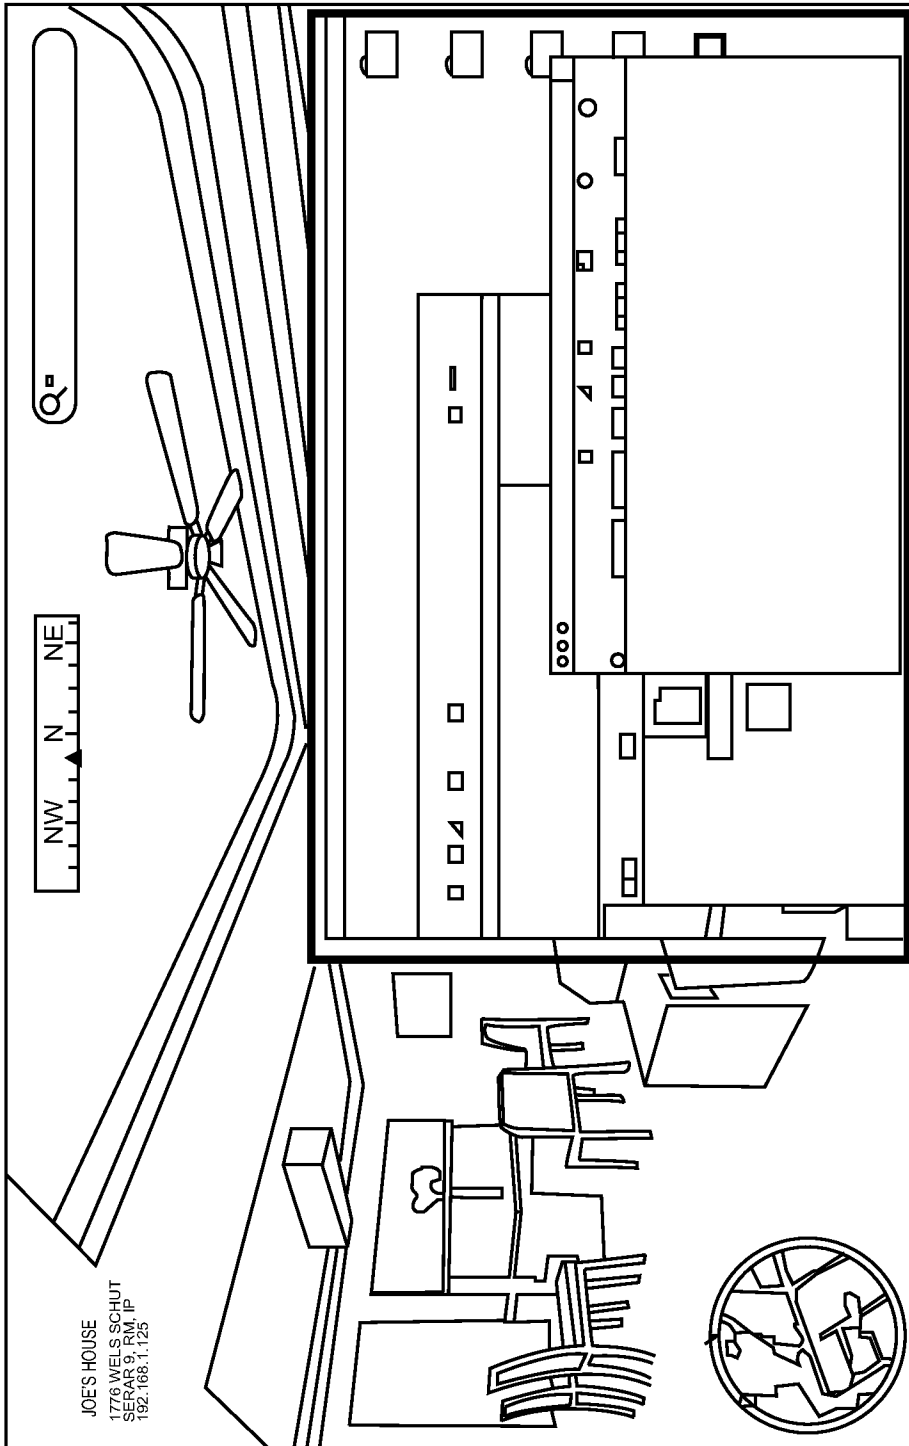 JOE'S HOUSE
1776 WELS SCHUT
SERAR 9, RM, IP
192.168.1.125
NW N NE